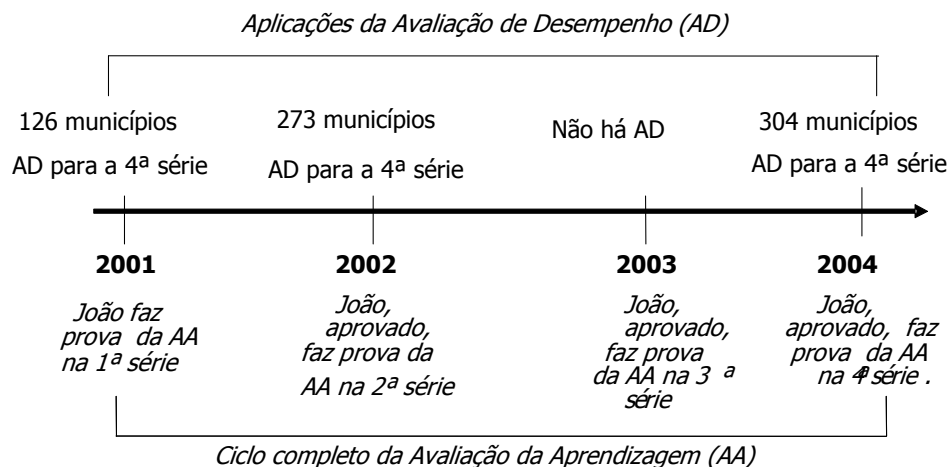 Aplicações da Avaliação de Desempenho (AD)
126 municípios
AD para a 4ª série
273 municípios
AD para a 4ª série
Não há AD
304 municípios
AD para a 4ª série
2001
2002
2003
2004
João faz
prova da AA
na 1ª série
João,
aprovado,
faz prova da
AA na 2ª série
João,
aprovado,
faz prova
da AA na 3 ª
série
João,
aprovado, faz
prova da AA
na 4ª série .
Ciclo completo da Avaliação da Aprendizagem (AA)